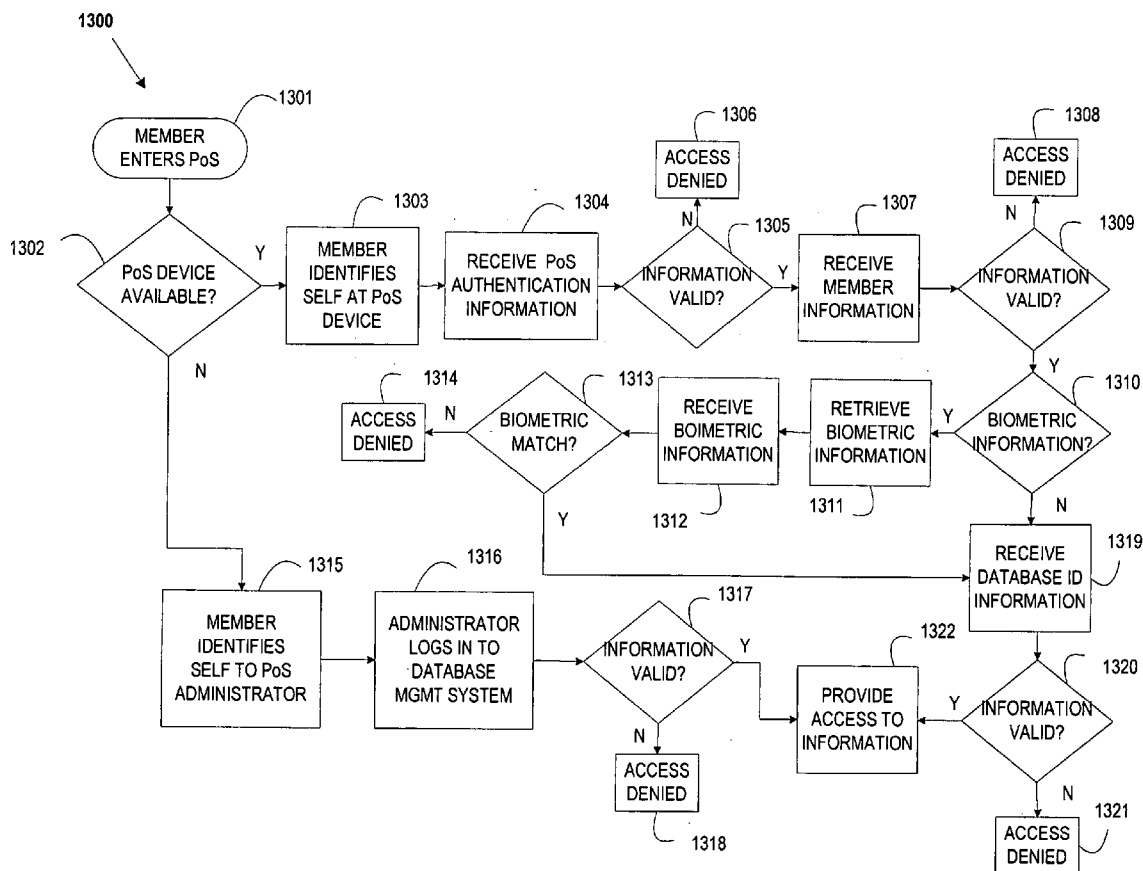 1300
1301
MEMBER
ENTERS PoS
1302
PoS DEVICE
AVAILABLE?
Y
N
1303
MEMBER
IDENTIFIES
SELF AT PoS
DEVICE
1304
RECEIVE PoS
AUTHENTICATION
INFORMATION
1305
INFORMATION
VALID?
N
Y
1306
ACCESS
DENIED
1307
RECEIVE
MEMBER
INFORMATION
1308
ACCESS
DENIED
N
1309
INFORMATION
VALID?
Y
1310
BIOMETRIC
INFORMATION?
Y
N
RETRIEVE
BIOMETRIC
INFORMATION
1311
RECEIVE
BOIMETRIC
INFORMATION
1312
1313
BIOMETRIC
MATCH?
N
Y
1314
ACCESS
DENIED
1315
MEMBER
IDENTIFIES
SELF TO PoS
ADMINISTRATOR
1316
ADMINISTRATOR
LOGS IN TO
DATABASE
MGMT SYSTEM
1317
INFORMATION
VALID?
Y
N
ACCESS
DENIED
1318
1319
RECEIVE
DATABASE ID
INFORMATION
1320
INFORMATION
VALID?
Y
N
1321
ACCESS
DENIED
1322
PROVIDE
ACCESS TO
INFORMATION